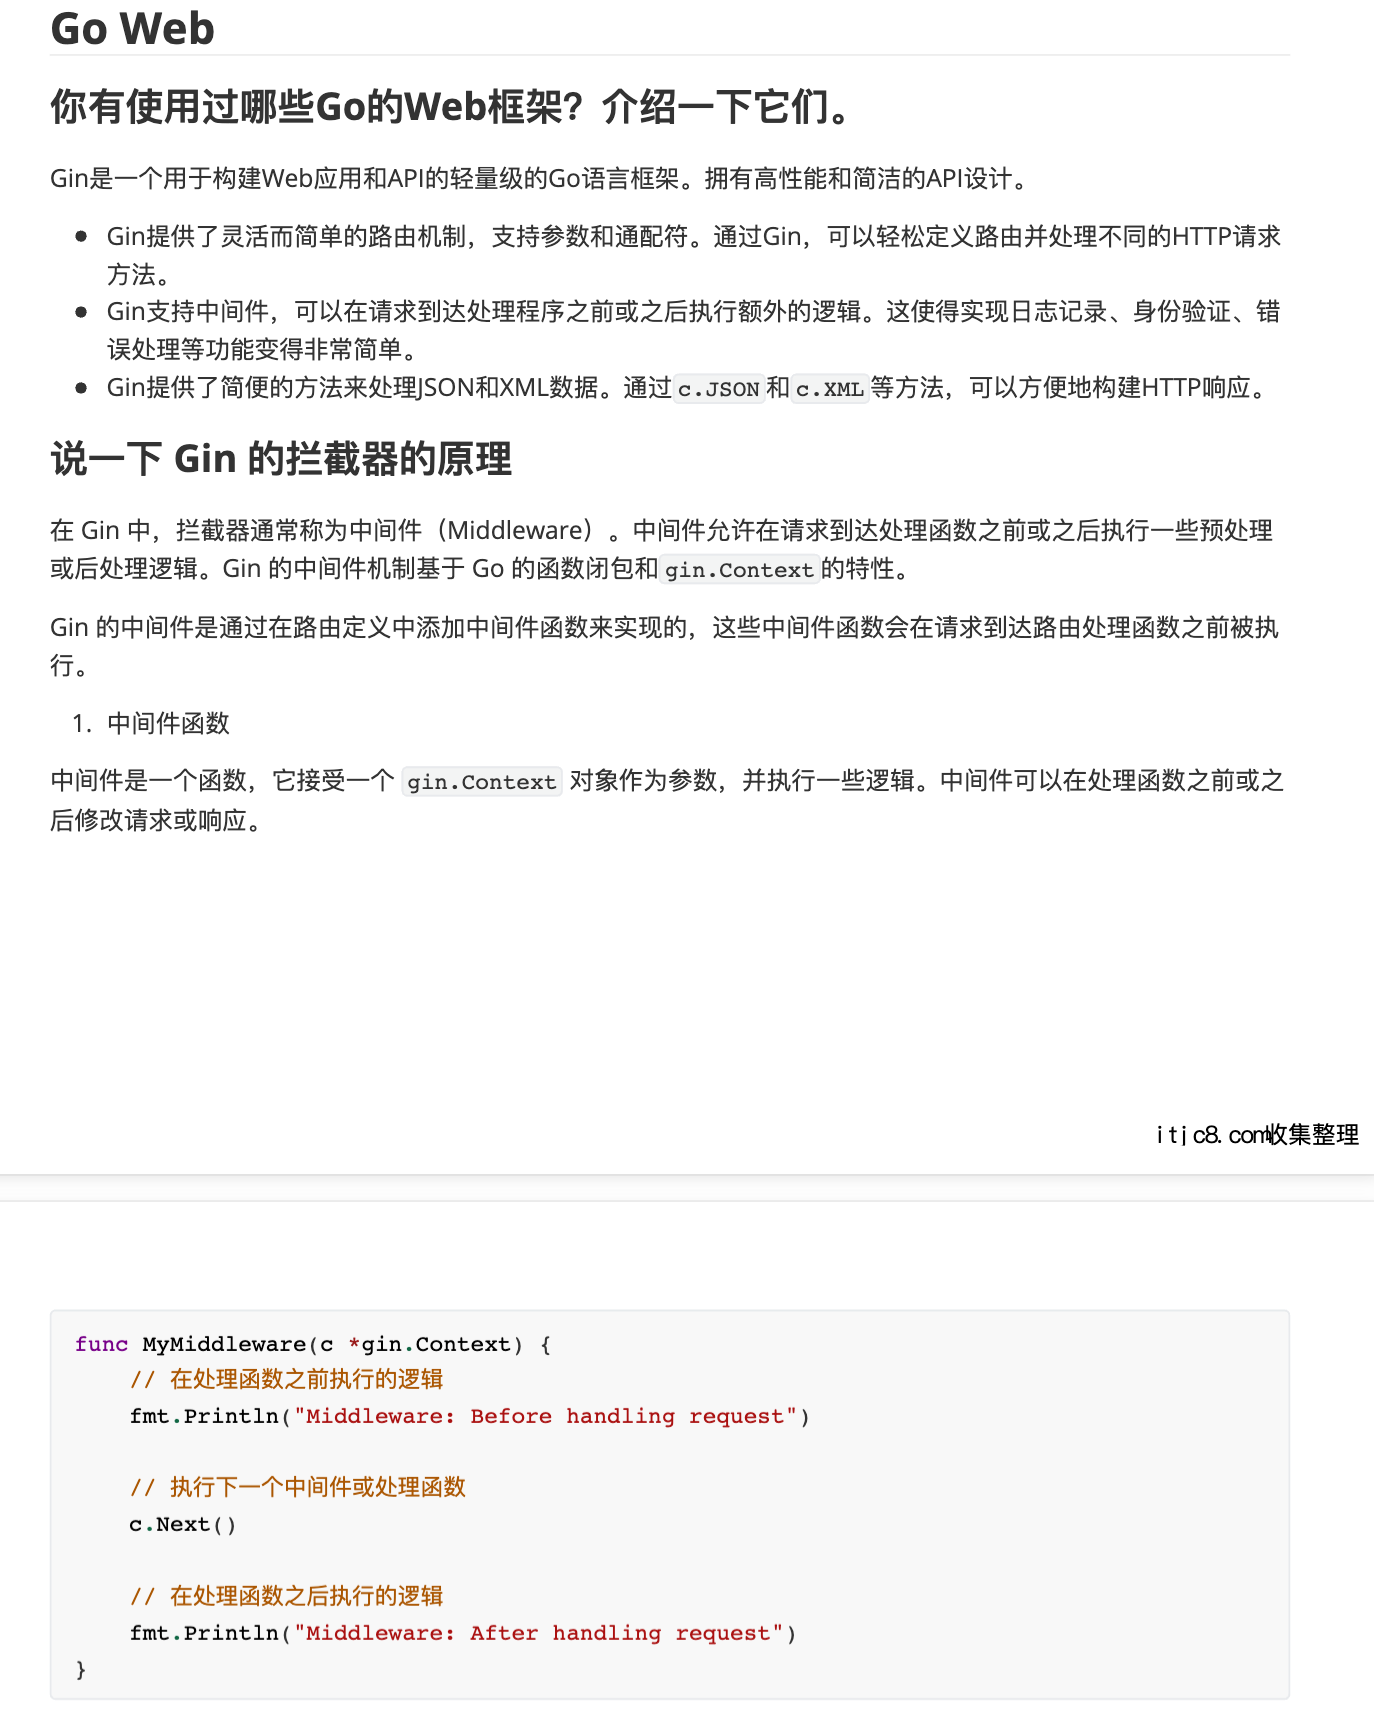 Go Web
你有使用过哪些Go的Web框架？介绍一下它们。
Gin是一个用于构建Web应用和API的轻量级的Go语言框架。拥有高性能和简洁的API设计。
● Gin提供了灵活而简单的路由机制，支持参数和通配符。通过Gin，可以轻松定义路由并处理不同的HTTP请求
方法。
● Gin支持中间件，可以在请求到达处理程序之前或之后执行额外的逻辑。这使得实现日志记录、身份验证、错
误处理等功能变得非常简单。
● Gin提供了简便的方法来处理JSON和XML数据。通过c.JSON和c.XML等方法，可以方便地构建HTTP响应。
说一下 Gin 的拦截器的原理
在 Gin 中，拦截器通常称为中间件（Middleware）。中间件允许在请求到达处理函数之前或之后执行一些预处理
或后处理逻辑。Gin 的中间件机制基于 Go 的函数闭包和gin.Context的特性。
Gin 的中间件是通过在路由定义中添加中间件函数来实现的，这些中间件函数会在请求到达路由处理函数之前被执
行。
1. 中间件函数
中间件是一个函数，它接受一个 gin.Context 对象作为参数，并执行一些逻辑。中间件可以在处理函数之前或之
后修改请求或响应。
itjc8.com收集整理
func MyMiddleware(c *gin.Context) {
    // 在处理函数之前执行的逻辑
    fmt.Println("Middleware: Before handling request")
    // 执行下一个中间件或处理函数
    c.Next()
    // 在处理函数之后执行的逻辑
    fmt.Println("Middleware: After handling request")
}